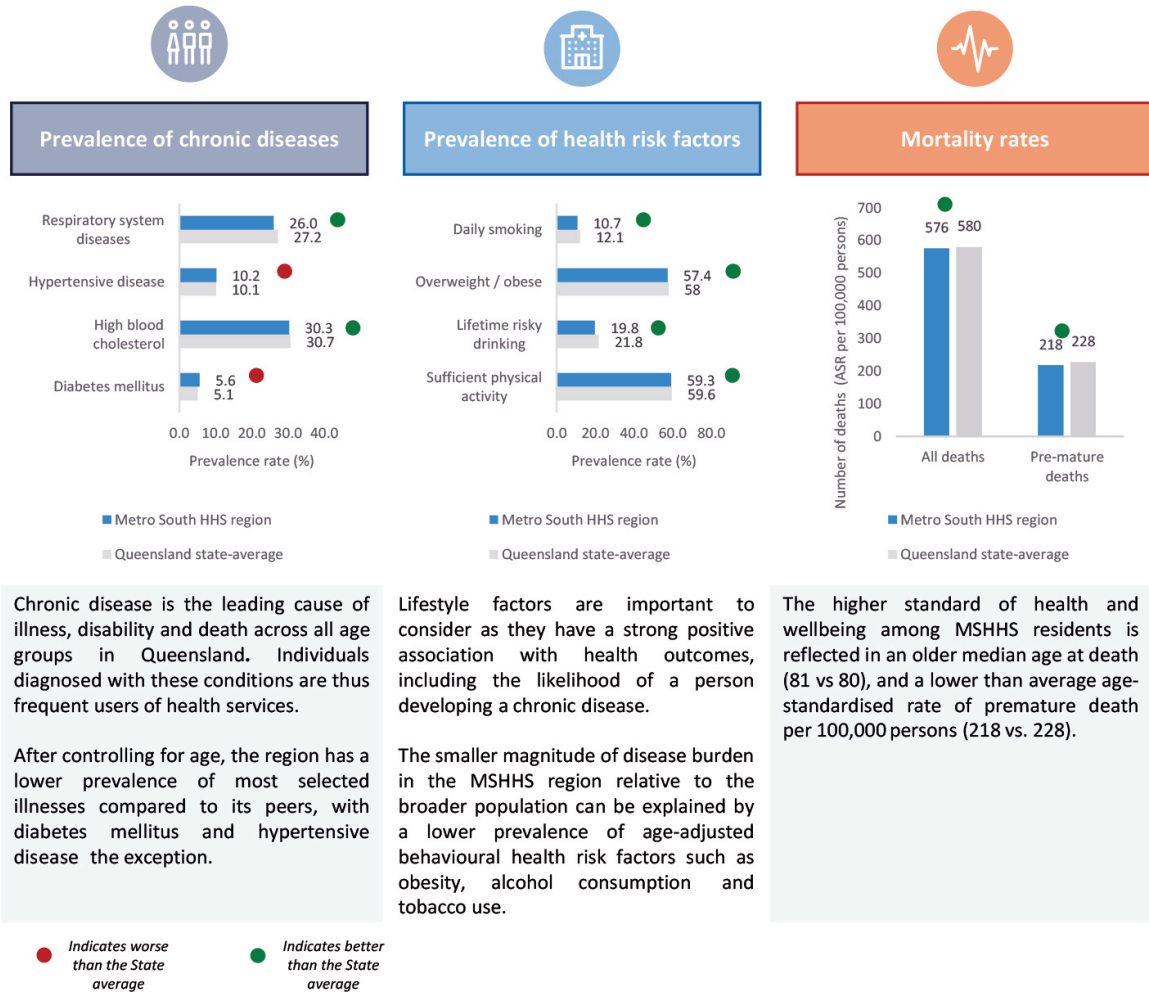 Prevalence of chronic diseases
Respiratory system
diseases
26.0
27.2
Hypertensive disease
10.2
10.1
High blood
cholesterol
30.3
30.7
Diabetes mellitus
5.6
5.1
0.0 10.0 20.0 30.0 40.0
Prevalence rate (%)
Metro South HHS region
Queensland state-average
Chronic disease is the leading cause of
illness, disability and death across all age
groups in Queensland. Individuals
diagnosed with these conditions are thus
frequent users of health services.
After controlling for age, the region has a
lower prevalence of most selected
illnesses compared to its peers, with
diabetes mellitus and hypertensive
disease the exception.
Prevalence of health risk factors
Daily smoking
10.7
12.1
Overweight / obese
57.4
58
Lifetime risky
drinking
19.8
21.8
Sufficient physical
activity
59.3
59.6
0.0 20.0 40.0 60.0 80.0
Prevalence rate (%)
Metro South HHS region
Queensland state-average
Lifestyle factors are important to
consider as they have a strong positive
association with health outcomes,
including the likelihood of a person
developing a chronic disease.
The smaller magnitude of disease burden
in the MSHHS region relative to the
broader population can be explained by
a lower prevalence of age-adjusted
behavioural health risk factors such as
obesity, alcohol consumption and
tobacco use.
Mortality rates
Number of deaths (ASR per 100,000 persons)
700
600
500
400
300
200
100
0
576 580
218 228
All deaths
Pre-mature
deaths
Metro South HHS region
Queensland state-average
The higher standard of health and
wellbeing among MSHHS residents is
reflected in an older median age at death
(81 vs 80), and a lower than average age-
standardised rate of premature death
per 100,000 persons (218 vs. 228).
Indicates worse
than the State
average
Indicates better
than the State
average